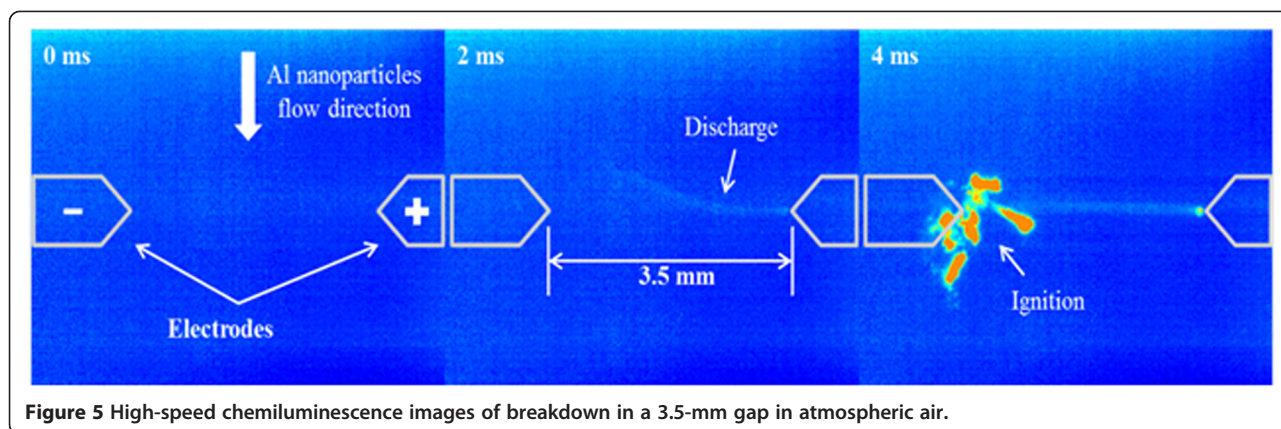 0 ms
Al nanoparticles
flow direction
−
+
Electrodes
2 ms
Discharge
3.5 mm
4 ms
Ignition
Figure 5 High-speed chemiluminescence images of breakdown in a 3.5-mm gap in atmospheric air.